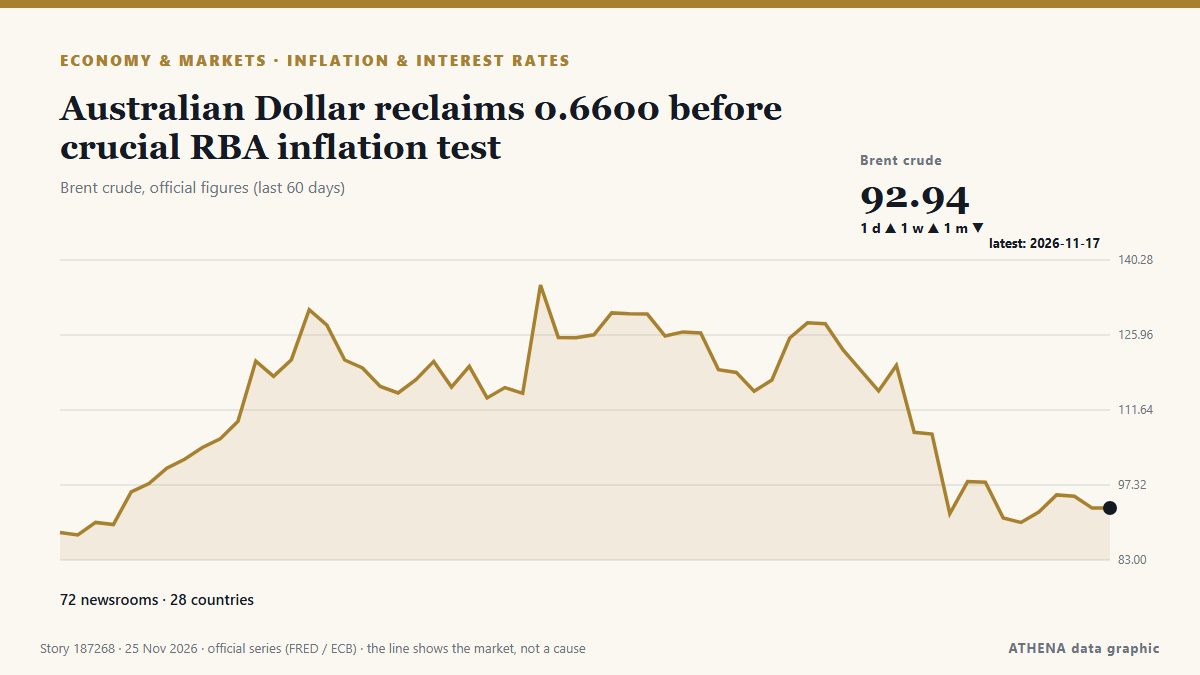 ECONOMY & MARKETS · INFLATION & INTEREST RATES
Australian Dollar reclaims 0.6600 before
crucial RBA inflation test
Brent crude, official figures (last 60 days)
Brent crude
92.94
1 d ▲ 1 w ▲ 1 m ▼
latest: 2026-11-17
140.28
125.96
111.64
97.32
83.00
72 newsrooms · 28 countries
Story 187268 · 25 Nov 2026 · official series (FRED / ECB) · the line shows the market, not a cause
ATHENA data graphic